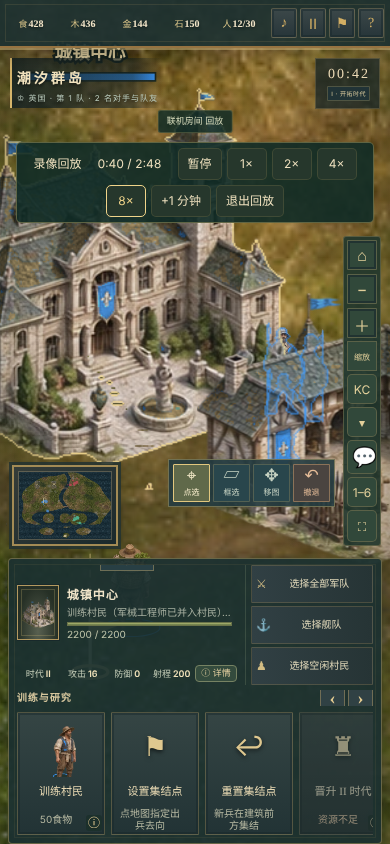 食428 木436 金144 石150 人12/30
城镇中心
潮汐群岛
英国 · 第 1 队 · 2 名对手与队友
00:42
I · 开拓时代
联机房间 回放
录像回放 0:40 / 2:48 暂停 1× 2× 4×
8× +1 分钟 退出回放
缩放
KC
1–6
点选 框选 移图 撤退
城镇中心
训练村民（军械工程师已并入村民）...
2200 / 2200
时代 II 攻击 16 防御 0 射程 200 ⓘ 详情
选择全部军队
选择舰队
选择空闲村民
训练与研究
训练村民 设置集结点 重置集结点 晋升 II 时代
50食物 点地图指定出兵去向 新兵在建筑前方集结 资源不足